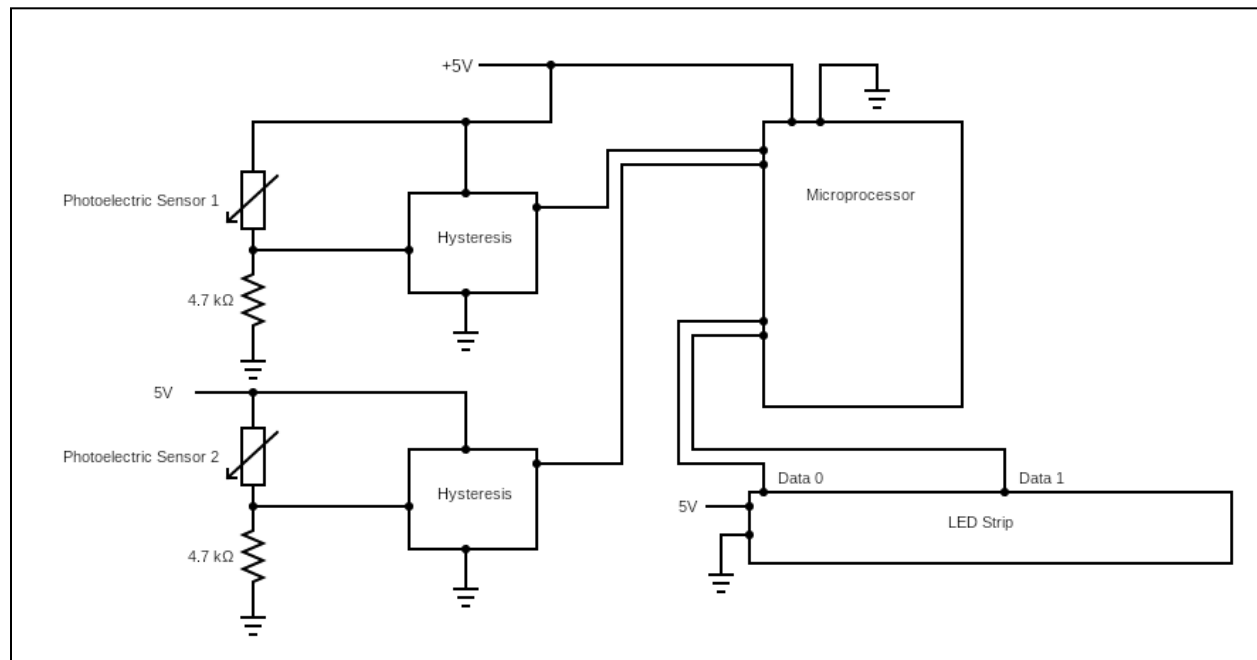 +5V
Photoelectric Sensor 1
Hysteresis
Microprocessor
4.7 kΩ
5V
Photoelectric Sensor 2
Hysteresis
Data 0
Data 1
5V
LED Strip
4.7 kΩ